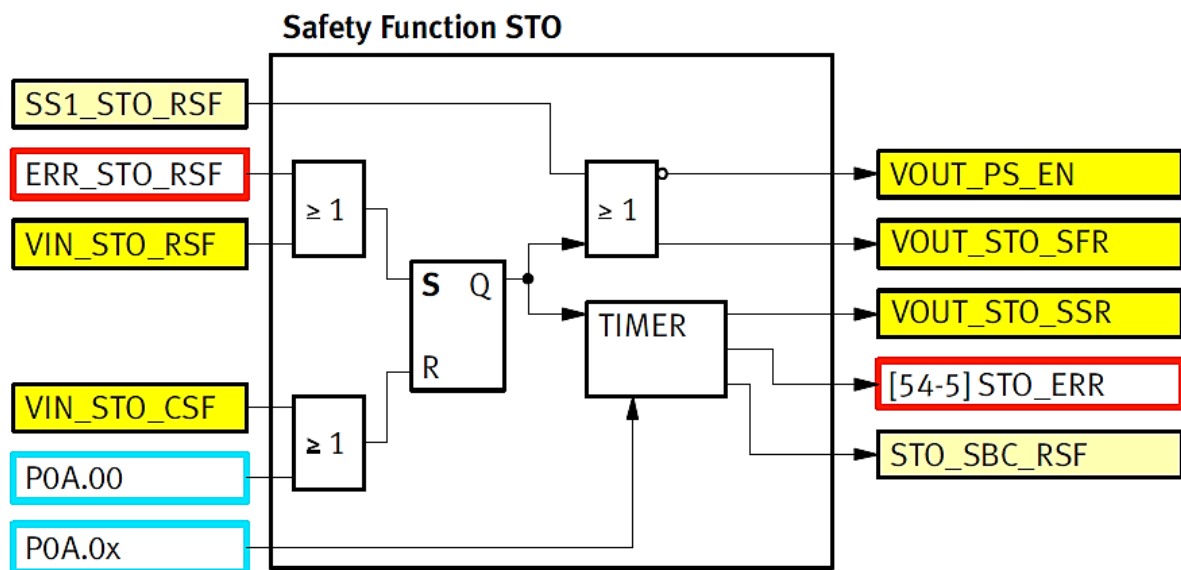 Safety Function STO
SS1_STO_RSF
ERR_STO_RSF
VIN_STO_RSF
VIN_STO_CSF
P0A.00
P0A.0x
≥ 1
≥ 1
S Q
R
≥ 1
TIMER
VOUT_PS_EN
VOUT_STO_SFR
VOUT_STO_SSR
[54-5] STO_ERR
STO_SBC_RSF